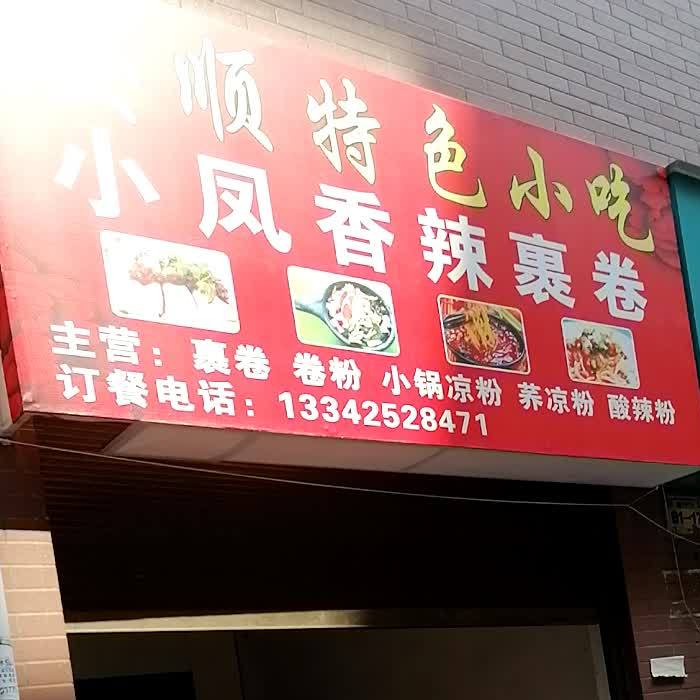 顺特色小吃
小凤香辣裹卷
主营：裹卷 卷粉 小锅凉粉 荞凉粉 酸辣粉
订餐电话：13342528471